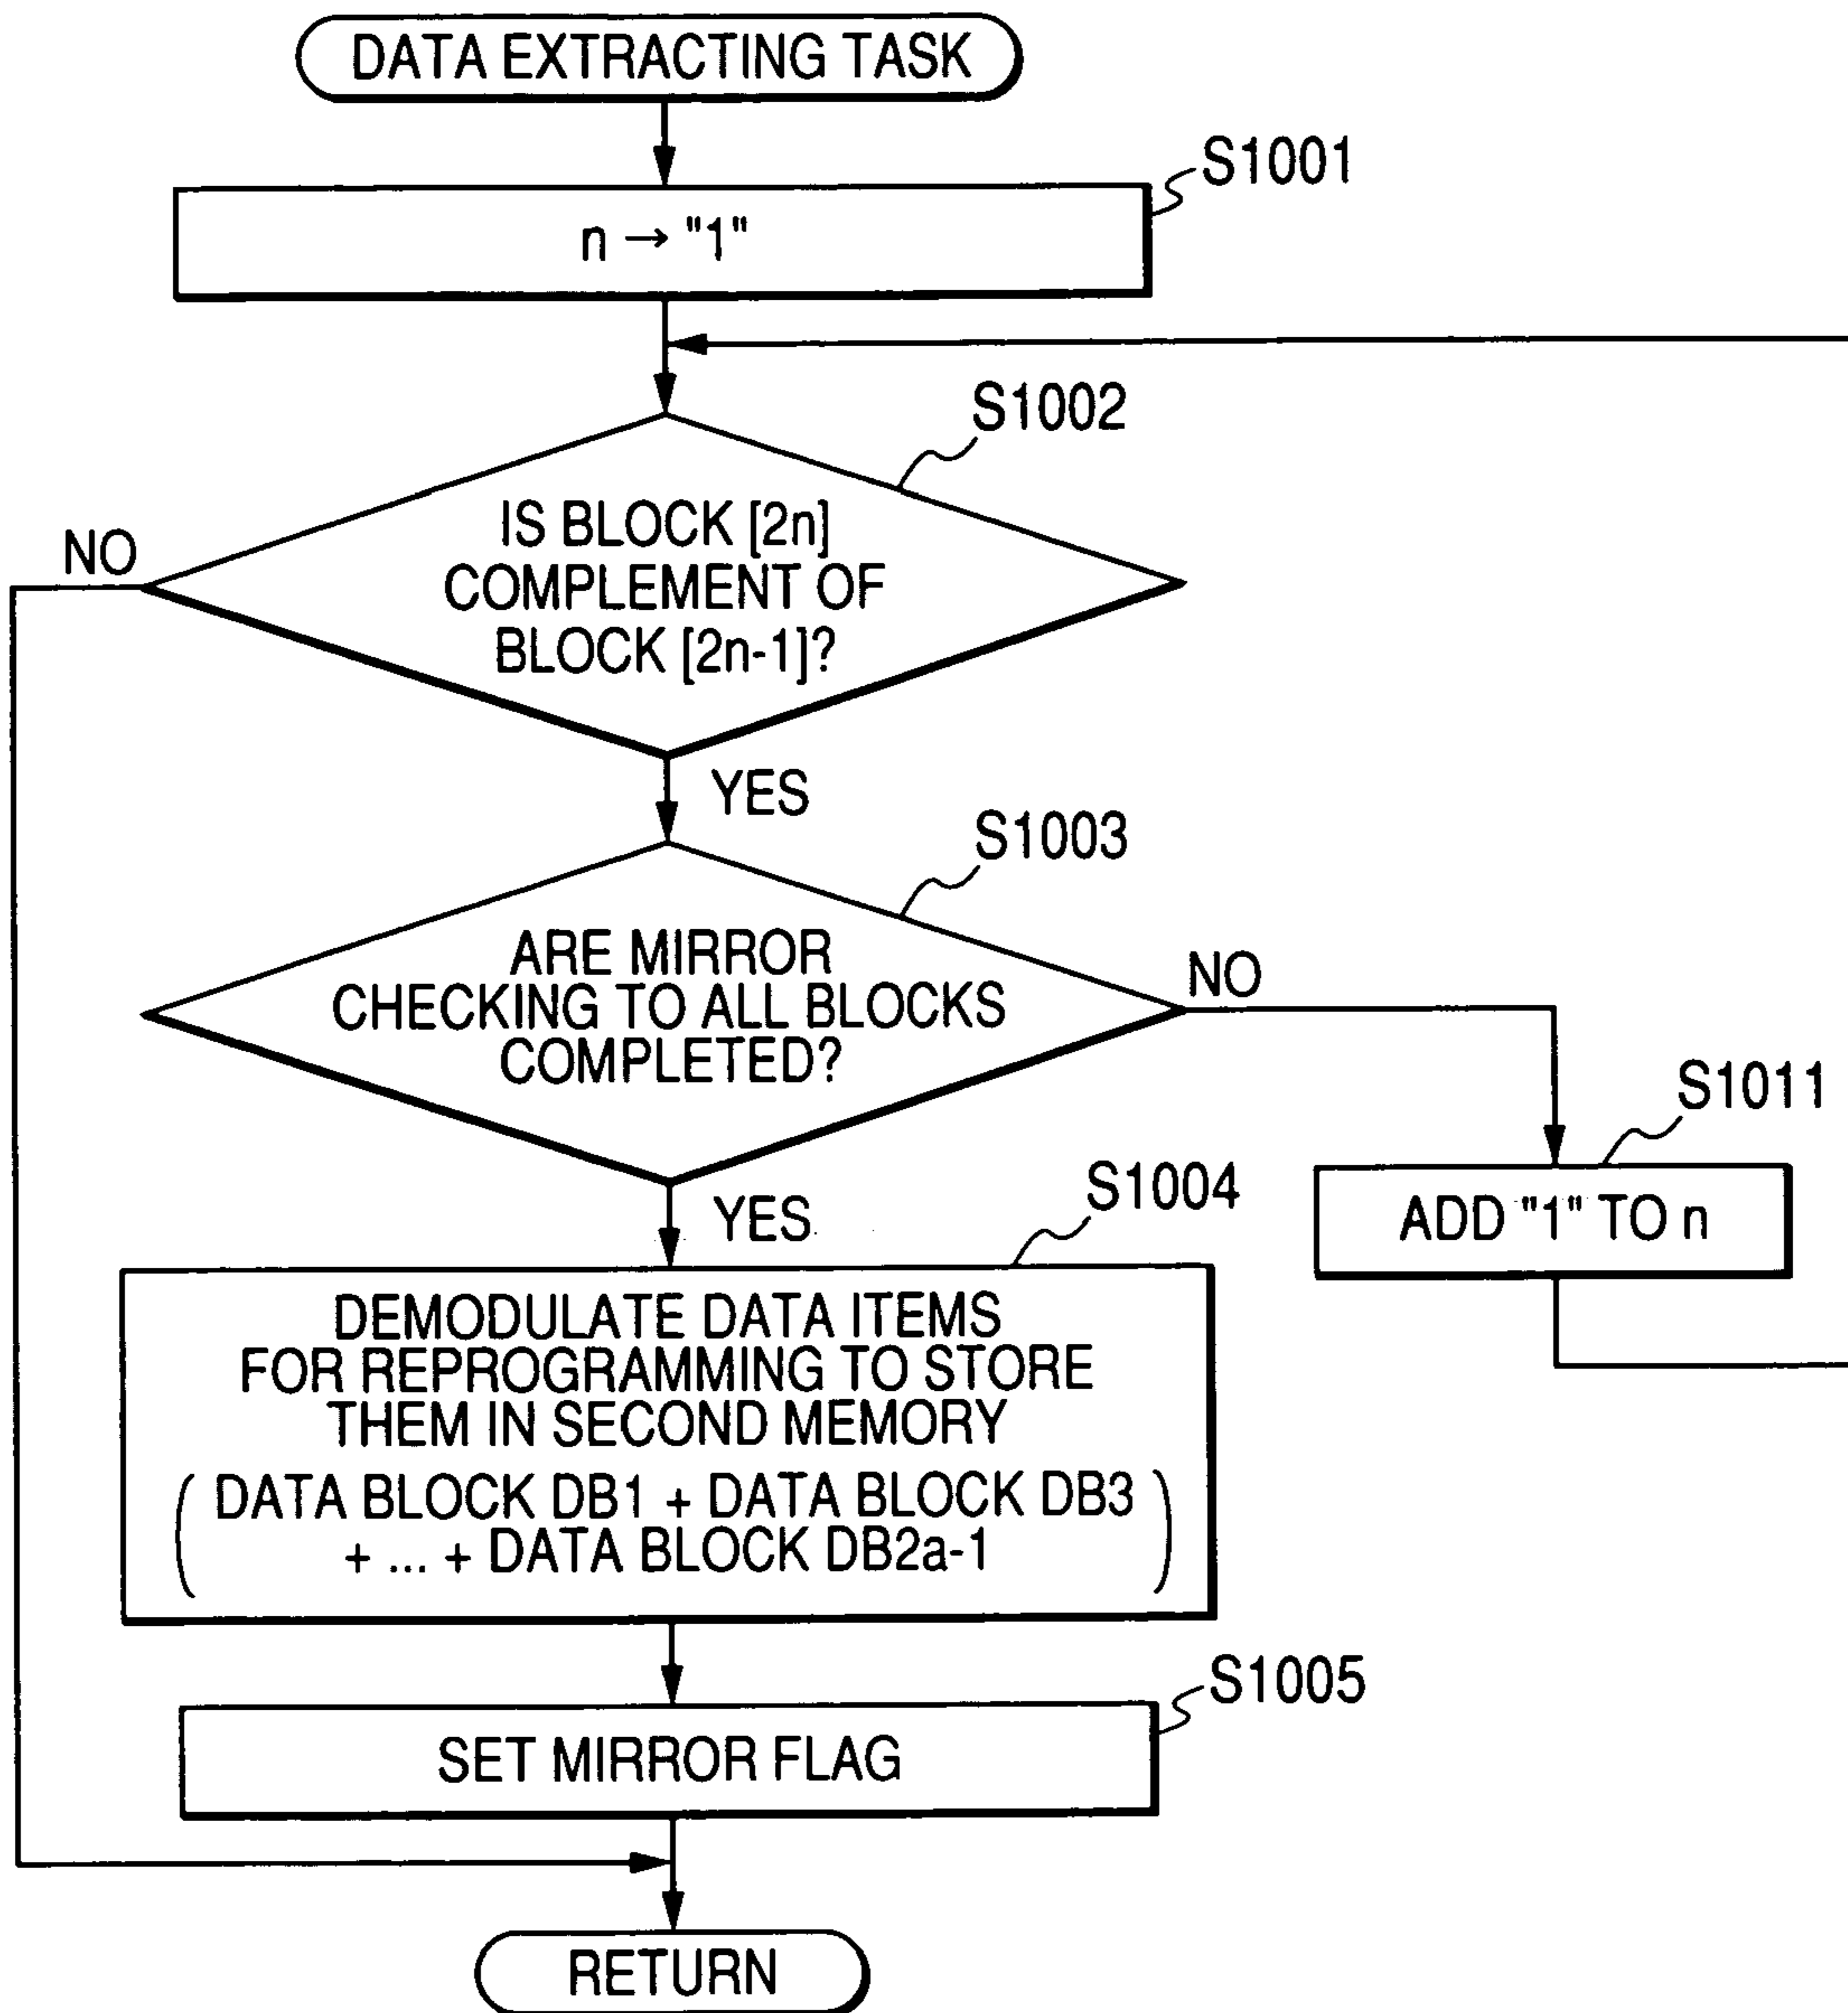 DATA EXTRACTING TASK
S1001
n → "1"
S1002
IS BLOCK [2n]
COMPLEMENT OF
BLOCK [2n-1]?
NO
YES
S1003
ARE MIRROR
CHECKING TO ALL BLOCKS
COMPLETED?
NO
YES
S1011
ADD "1" TO n
S1004
DEMODULATE DATA ITEMS
FOR REPROGRAMMING TO STORE
THEM IN SECOND MEMORY
( DATA BLOCK DB1 + DATA BLOCK DB3
+ ... + DATA BLOCK DB2a-1 )
S1005
SET MIRROR FLAG
RETURN